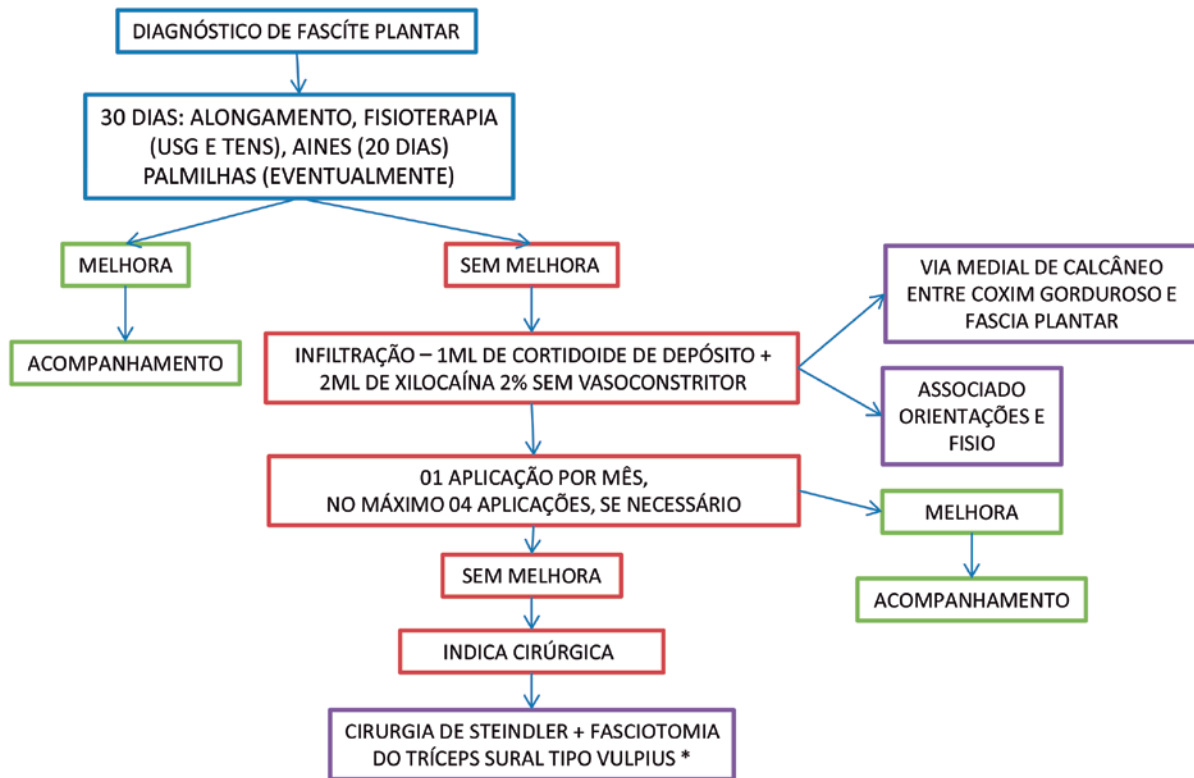 DIAGNÓSTICO DE FASCÍTE PLANTAR
30 DIAS: ALONGAMENTO, FISIOTERAPIA
(USG E TENS), AINES (20 DIAS)
PALMILHAS (EVENTUALMENTE)
MELHORA
ACOMPANHAMENTO
SEM MELHORA
INFILTRAÇÃO – 1ML DE CORTIDOIDE DE DEPÓSITO +
2ML DE XILOCAÍNA 2% SEM VASOCONSTRITOR
VIA MEDIAL DE CALCÂNEO
ENTRE COXIM GORDUROSO E
FASCIA PLANTAR
ASSOCIADO
ORIENTAÇÕES E
FISIO
01 APLICAÇÃO POR MÊS,
NO MÁXIMO 04 APLICAÇÕES, SE NECESSÁRIO
MELHORA
ACOMPANHAMENTO
SEM MELHORA
INDICA CIRÚRGICA
CIRURGIA DE STEINDLER + FASCIOTOMIA
DO TRÍCEPS SURAL TIPO VULPIUS *